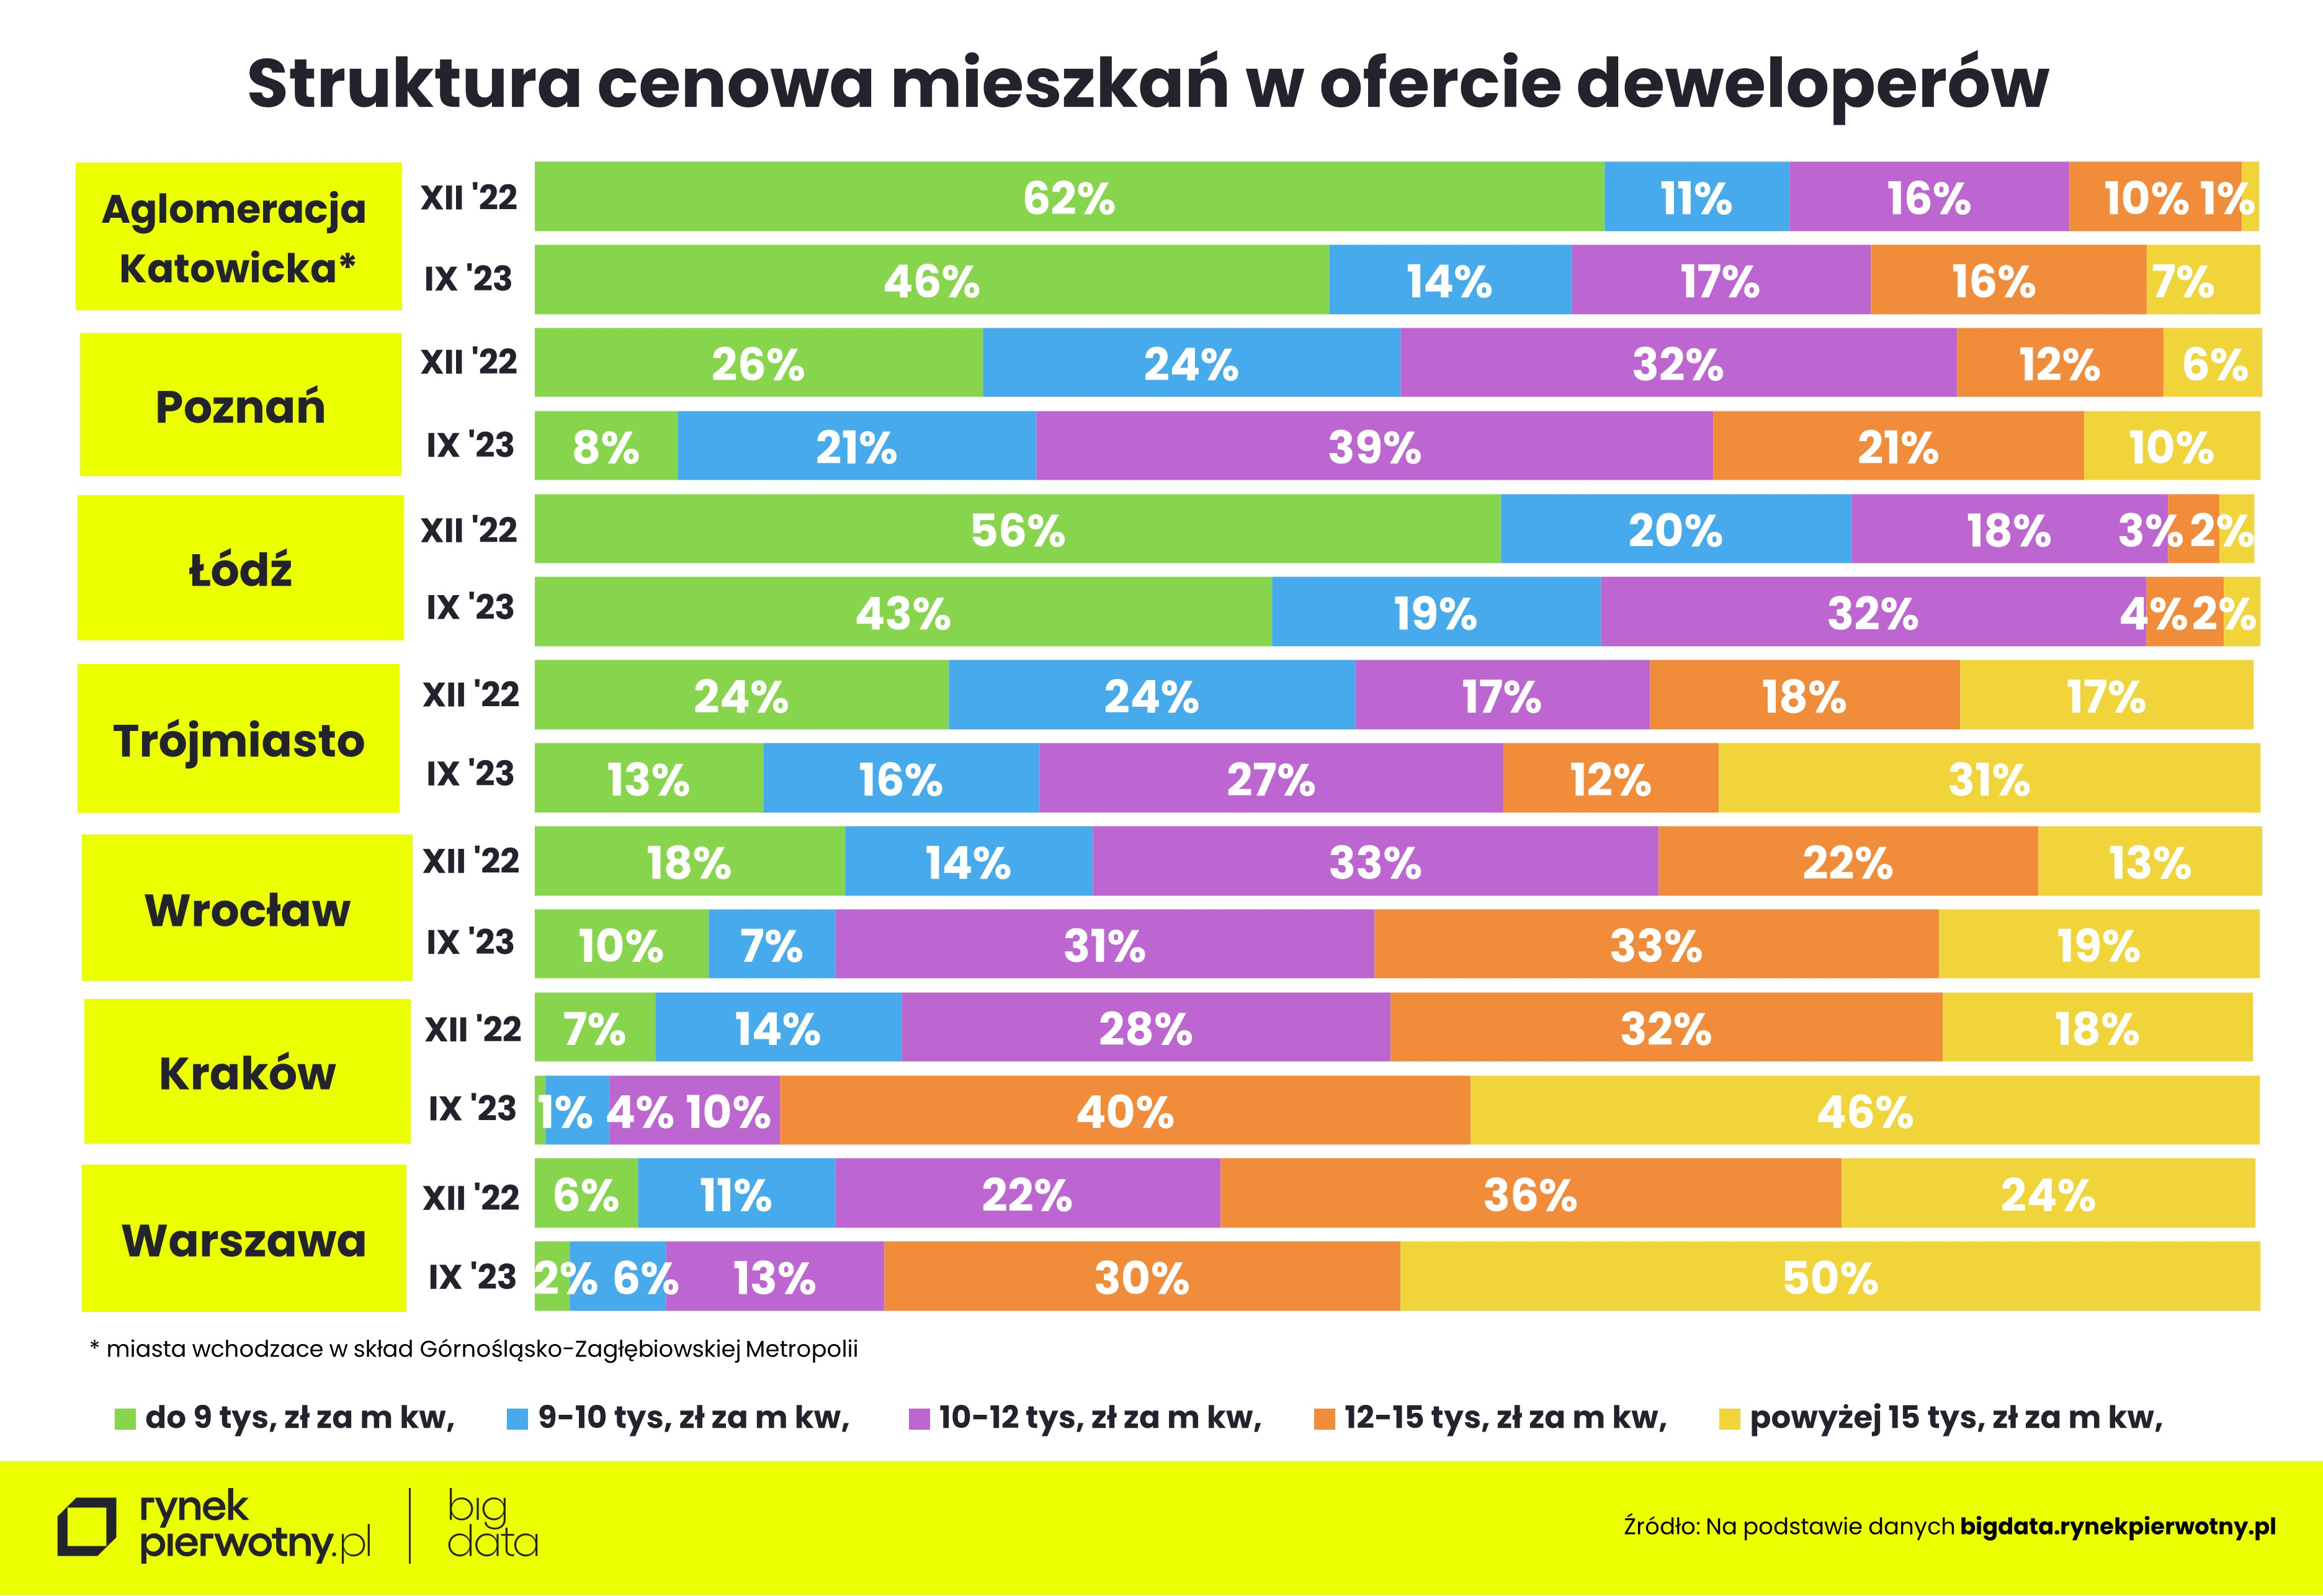 Struktura cenowa mieszkań w ofercie deweloperów
Aglomeracja
Katowicka*
XII '22
62% 11% 16% 10% 1%
IX '23
46% 14% 17% 16% 7%
Poznań
XII '22
26% 24% 32% 12% 6%
IX '23
8% 21% 39% 21% 10%
Łódź
XII '22
56% 20% 18% 3% 2%
IX '23
43% 19% 32% 4% 2%
Trójmiasto
XII '22
24% 24% 17% 18% 17%
IX '23
13% 16% 27% 12% 31%
Wrocław
XII '22
18% 14% 33% 22% 13%
IX '23
10% 7% 31% 33% 19%
Kraków
XII '22
7% 14% 28% 32% 18%
IX '23
1% 4% 10% 40% 46%
Warszawa
XII '22
6% 11% 22% 36% 24%
IX '23
2% 6% 13% 30% 50%
* miasta wchodzace w skład Górnośląsko-Zagłębiowskiej Metropolii
do 9 tys, zł za m kw, 9-10 tys, zł za m kw, 10-12 tys, zł za m kw, 12-15 tys, zł za m kw, powyżej 15 tys, zł za m kw,
rynek
pierwotny.pl
big
data
Źródło: Na podstawie danych bigdata.rynekpierwotny.pl